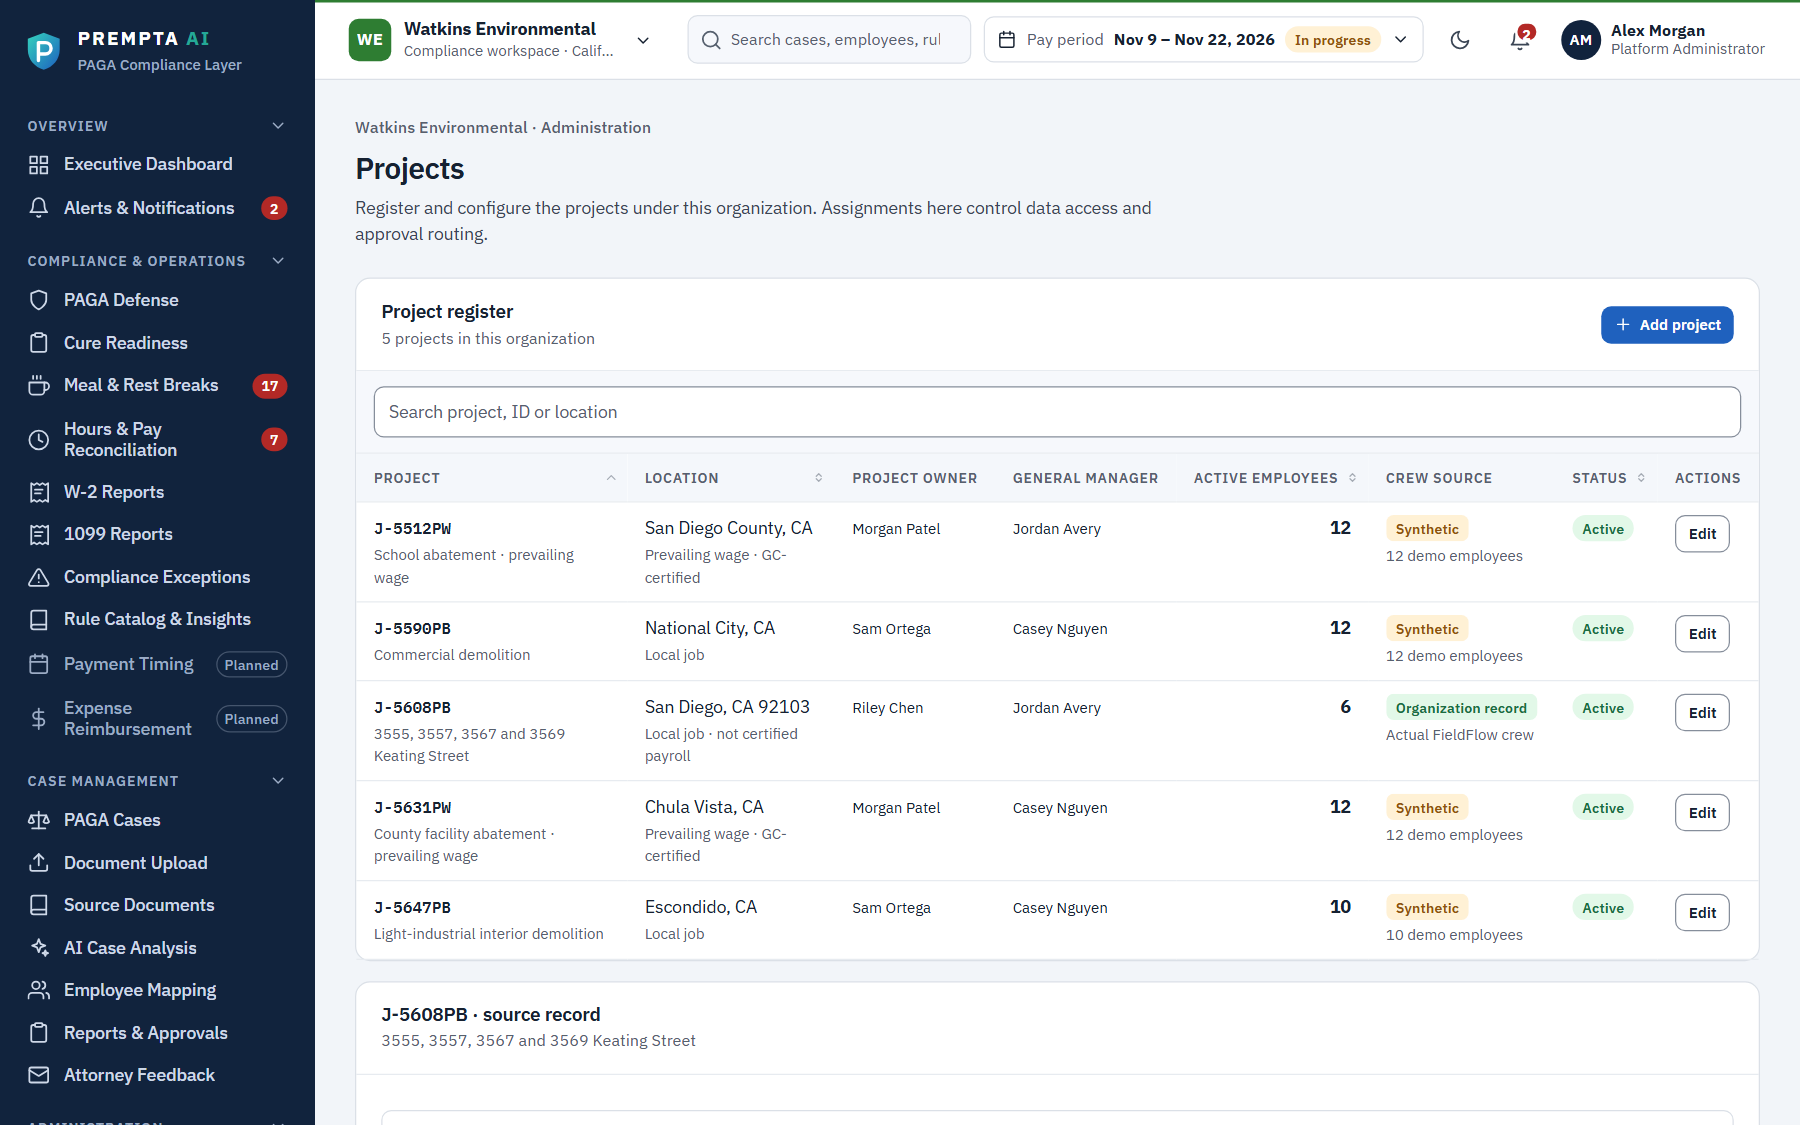 PREMPTA AI
PAGA Compliance Layer
OVERVIEW
Executive Dashboard
Alerts & Notifications 2
COMPLIANCE & OPERATIONS
PAGA Defense
Cure Readiness
Meal & Rest Breaks 17
Hours & Pay
Reconciliation 7
W-2 Reports
1099 Reports
Compliance Exceptions
Rule Catalog & Insights
Payment Timing Planned
Expense
Reimbursement Planned
CASE MANAGEMENT
PAGA Cases
Document Upload
Source Documents
AI Case Analysis
Employee Mapping
Reports & Approvals
Attorney Feedback
ADMINISTRATION
WE Watkins Environmental
Compliance workspace · Calif...
Search cases, employees, rul
Pay period Nov 9 – Nov 22, 2026 In progress
2
AM Alex Morgan
Platform Administrator
Watkins Environmental · Administration
Projects
Register and configure the projects under this organization. Assignments here control data access and
approval routing.
Project register
5 projects in this organization
Add project
Search project, ID or location
PROJECT LOCATION PROJECT OWNER GENERAL MANAGER ACTIVE EMPLOYEES CREW SOURCE STATUS ACTIONS
J-5512PW San Diego County, CA Morgan Patel Jordan Avery 12 Synthetic Active Edit
School abatement · prevailing Prevailing wage · GC- 12 demo employees
wage certified
J-5590PB National City, CA Sam Ortega Casey Nguyen 12 Synthetic Active Edit
Commercial demolition Local job 12 demo employees
J-5608PB San Diego, CA 92103 Riley Chen Jordan Avery 6 Organization record Active Edit
3555, 3557, 3567 and 3569 Local job · not certified Actual FieldFlow crew
Keating Street payroll
J-5631PW Chula Vista, CA Morgan Patel Casey Nguyen 12 Synthetic Active Edit
County facility abatement · Prevailing wage · GC- 12 demo employees
prevailing wage certified
J-5647PB Escondido, CA Sam Ortega Casey Nguyen 10 Synthetic Active Edit
Light-industrial interior demolition Local job 10 demo employees
J-5608PB · source record
3555, 3557, 3567 and 3569 Keating Street